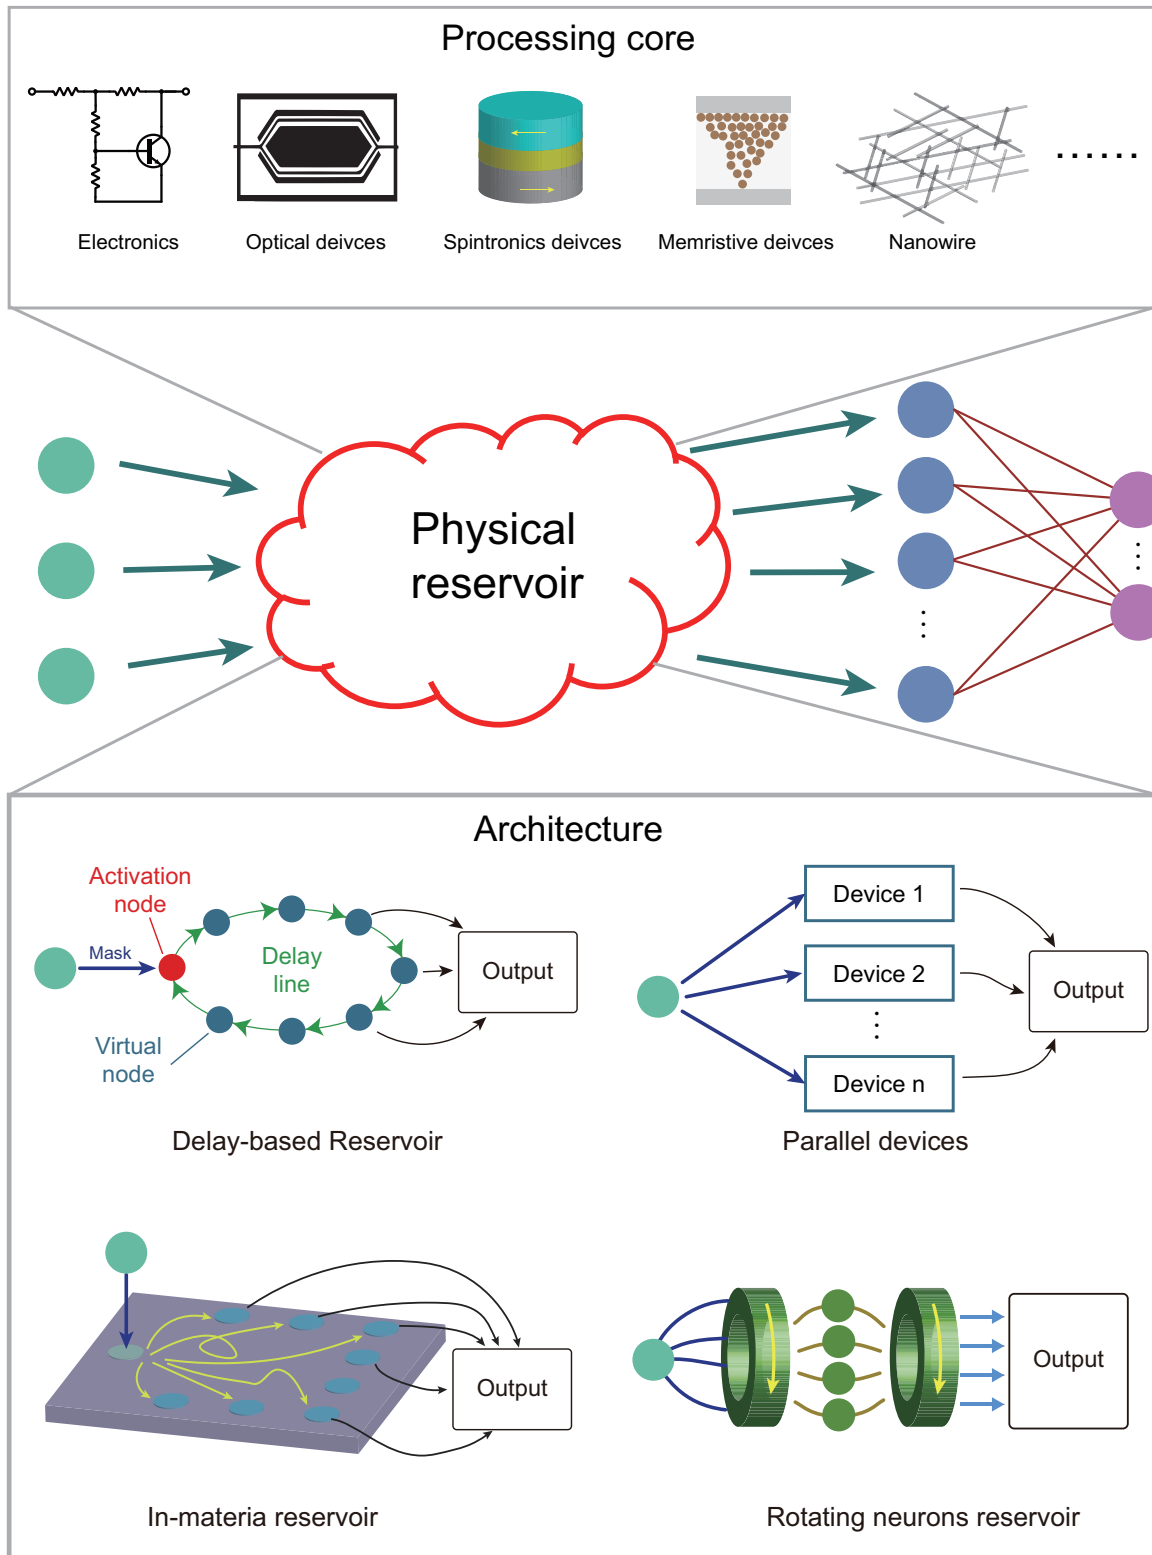 Processing core
Electronics
Optical deivces
Spintronics deivces
Memristive deivces
Nanowire
......
Physical
reservoir
Architecture
Activation
node
Mask
Delay
line
Virtual
node
Output
Delay-based Reservoir
Device 1
Device 2
Device n
Output
Parallel devices
Output
In-materia reservoir
Output
Rotating neurons reservoir